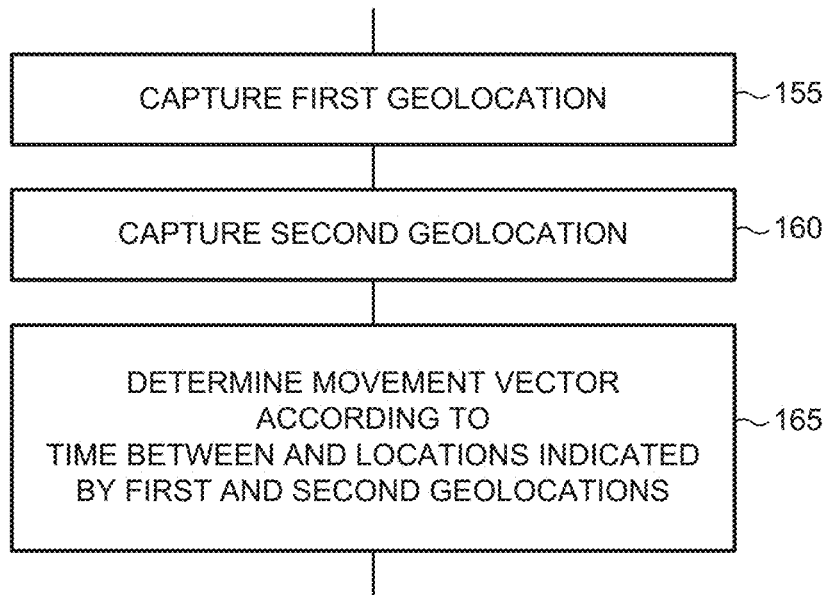 CAPTURE FIRST GEOLOCATION
155
CAPTURE SECOND GEOLOCATION
160
DETERMINE MOVEMENT VECTOR
ACCORDING TO
TIME BETWEEN AND LOCATIONS INDICATED
BY FIRST AND SECOND GEOLOCATIONS
165